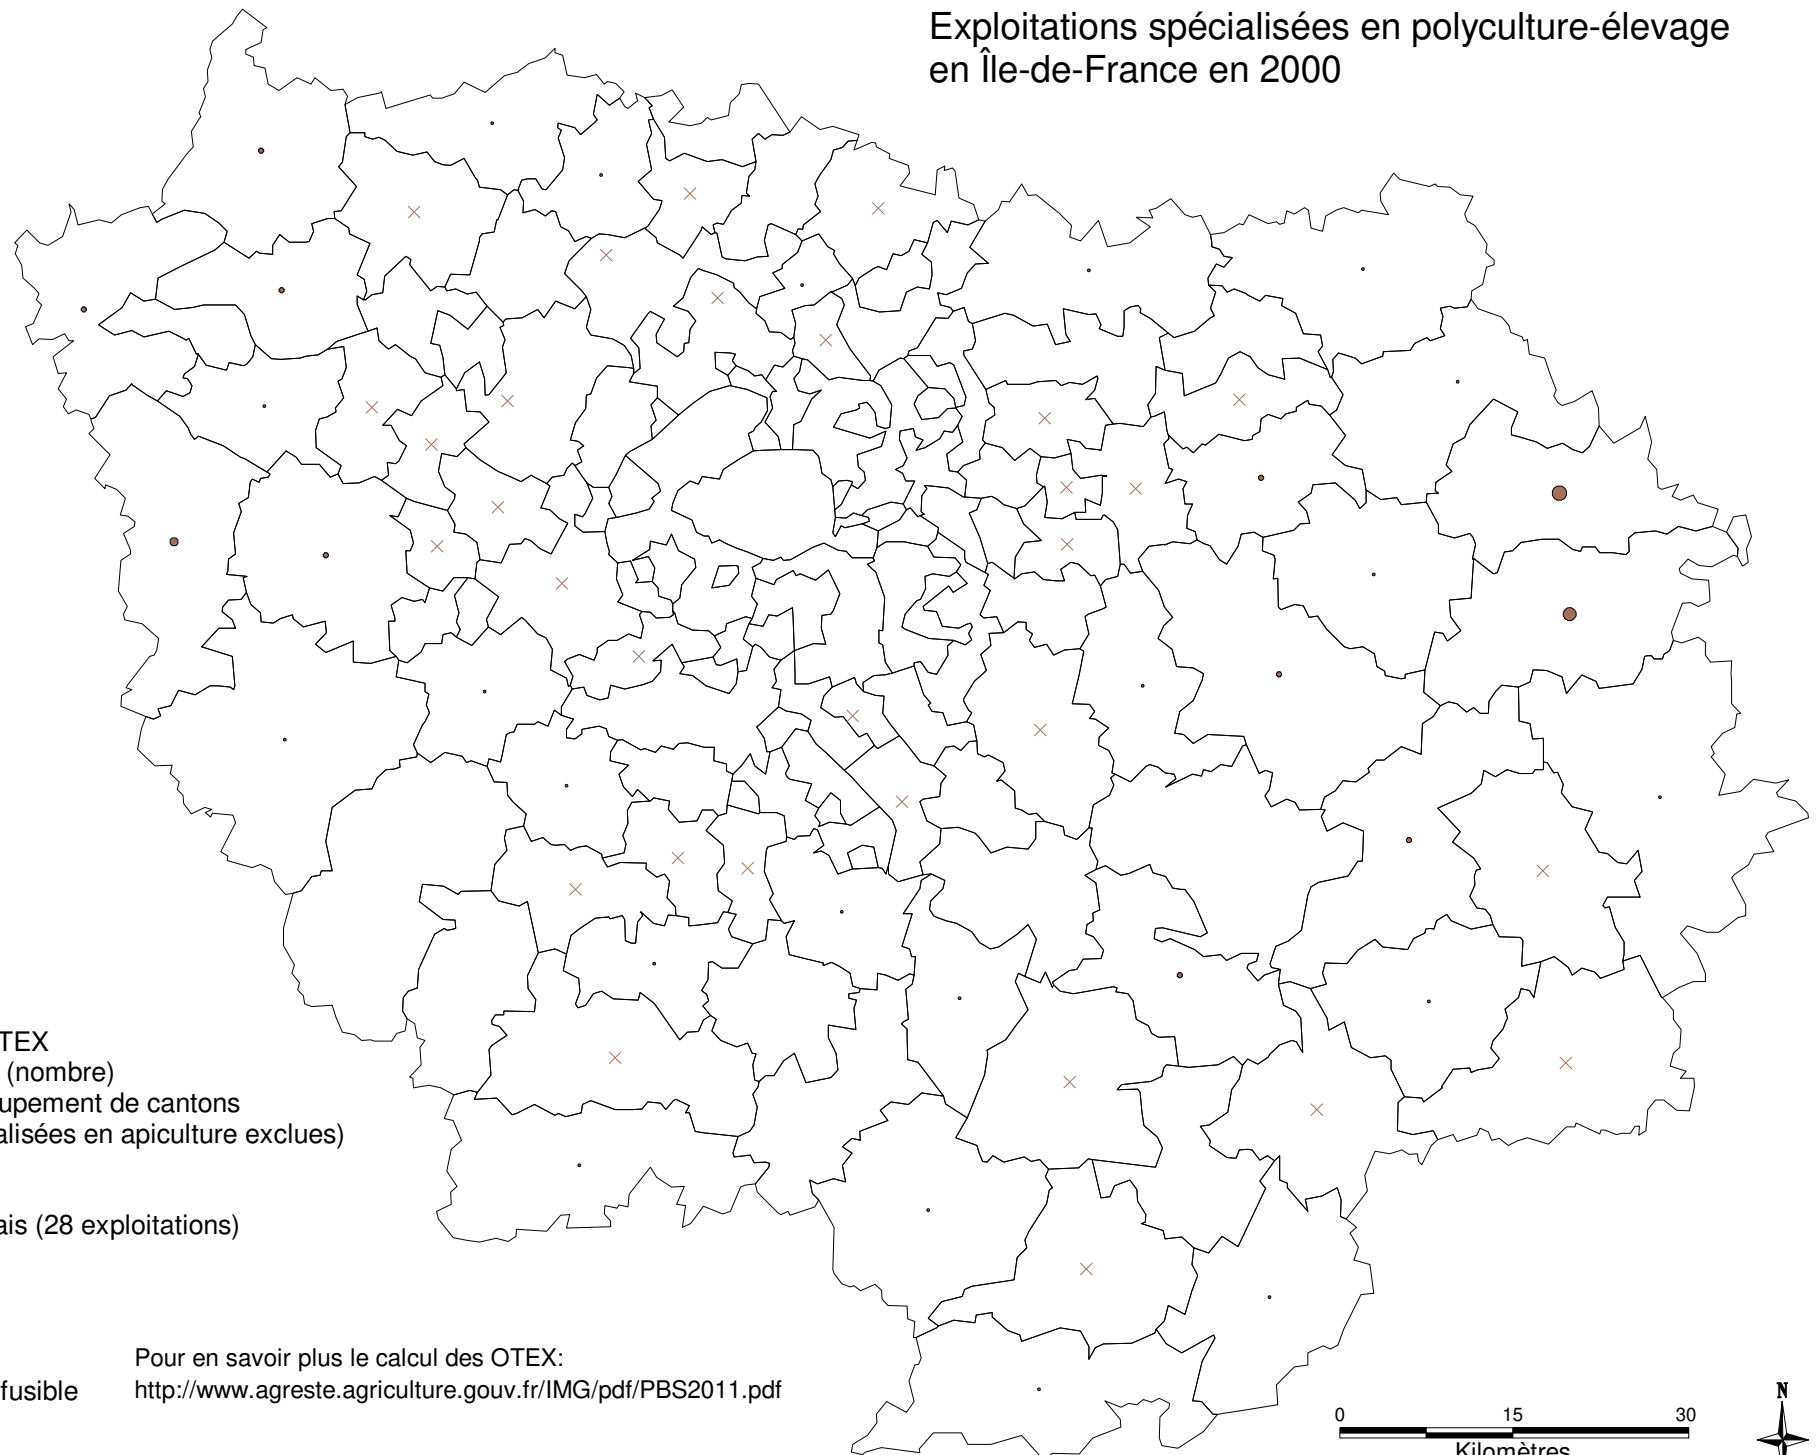 Exploitations spécialisées en polyculture-élevage
en Île-de-France en 2000
TEX
(nombre)
upement de cantons
alisées en apiculture exclues)
ais (28 exploitations)
Pour en savoir plus le calcul des OTEX:
fusible
http://www.agreste.agriculture.gouv.fr/IMG/pdf/PBS2011.pdf
0 15 30
Kilomètres
N